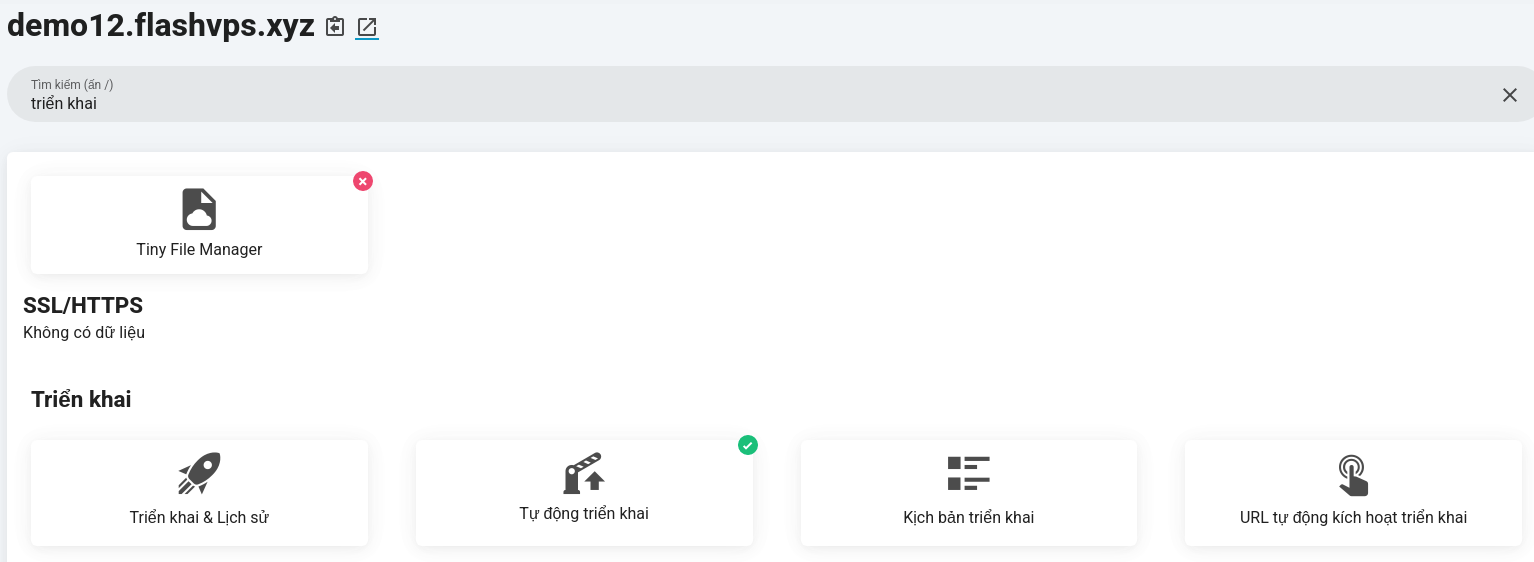 demo12.flashvps.xyz
Tìm kiếm (ấn /)
triển khai
Tiny File Manager
SSL/HTTPS
Không có dữ liệu
Triển khai
Triển khai & Lịch sử
Tự động triển khai
Kịch bản triển khai
URL tự động kích hoạt triển khai